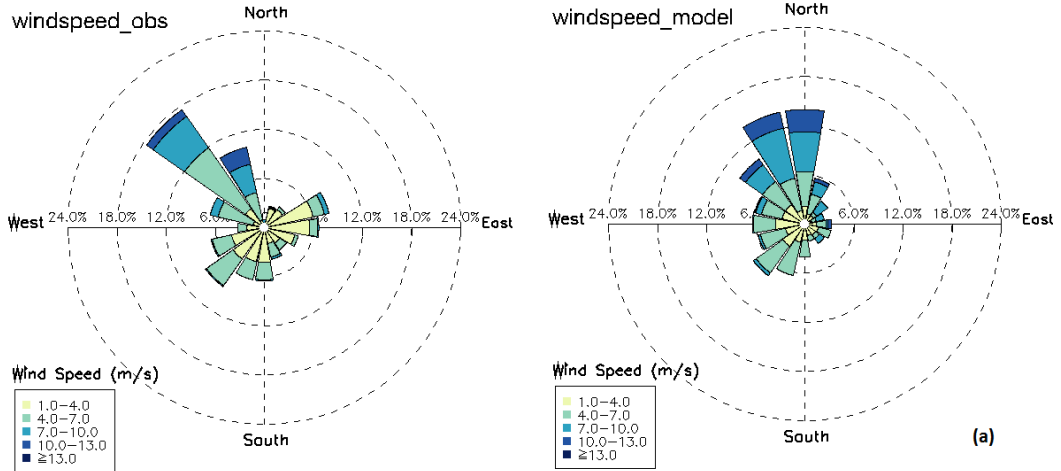 windspeed_obs
North
West
24.0% 18.0% 12.0% 12.0% 18.0% 24.0%
East
South
Wind Speed (m/s)
1.0–4.0
4.0–7.0
7.0–10.0
10.0–13.0
≥13.0
windspeed_model
North
West
24.0% 18.0% 12.0% 6.0% 12.0% 18.0% 24.0%
East
South
Wind Speed (m/s)
1.0–4.0
4.0–7.0
7.0–10.0
10.0–13.0
≥13.0
(a)